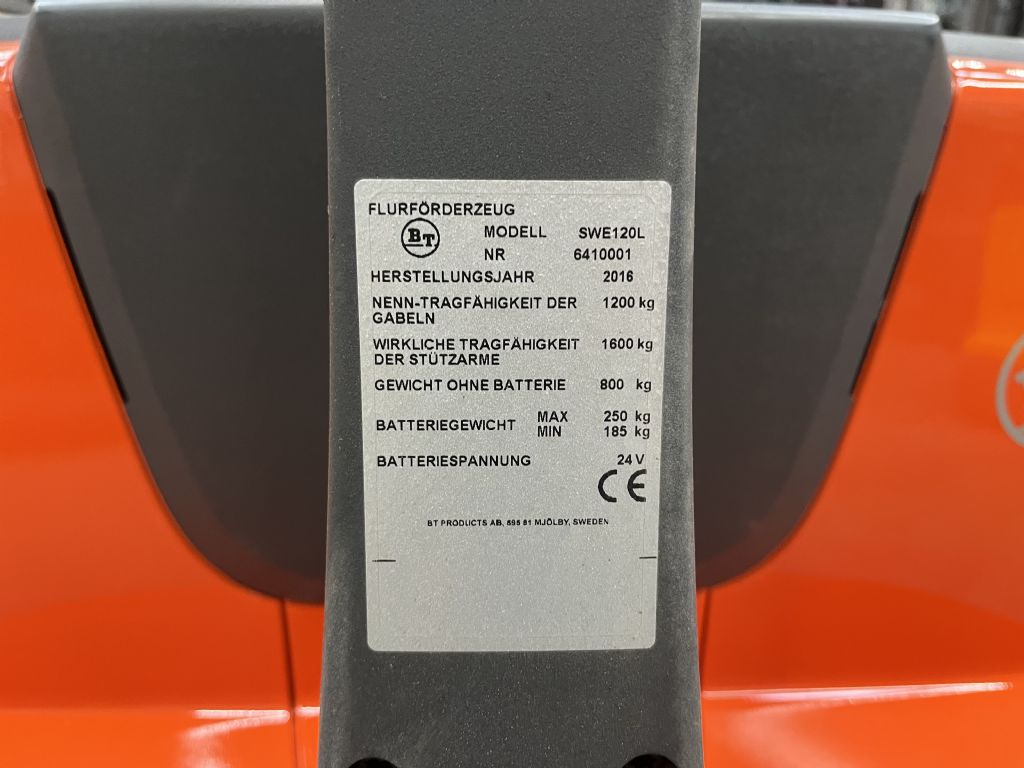 FLURFÖRDERZEUG
BT MODELL SWE120L
NR 6410001
HERSTELLUNGSJAHR 2016
NENN-TRAGFÄHIGKEIT DER 1200 kg
GABELN
WIRKLICHE TRAGFÄHIGKEIT 1600 kg
DER STÜTZARME
GEWICHT OHNE BATTERIE 800 kg
BATTERIEGEWICHT MAX 250 kg
MIN 185 kg
BATTERIESPANNUNG 24 V
CE
BT PRODUCTS AB, 595 81 MJÖLBY, SWEDEN